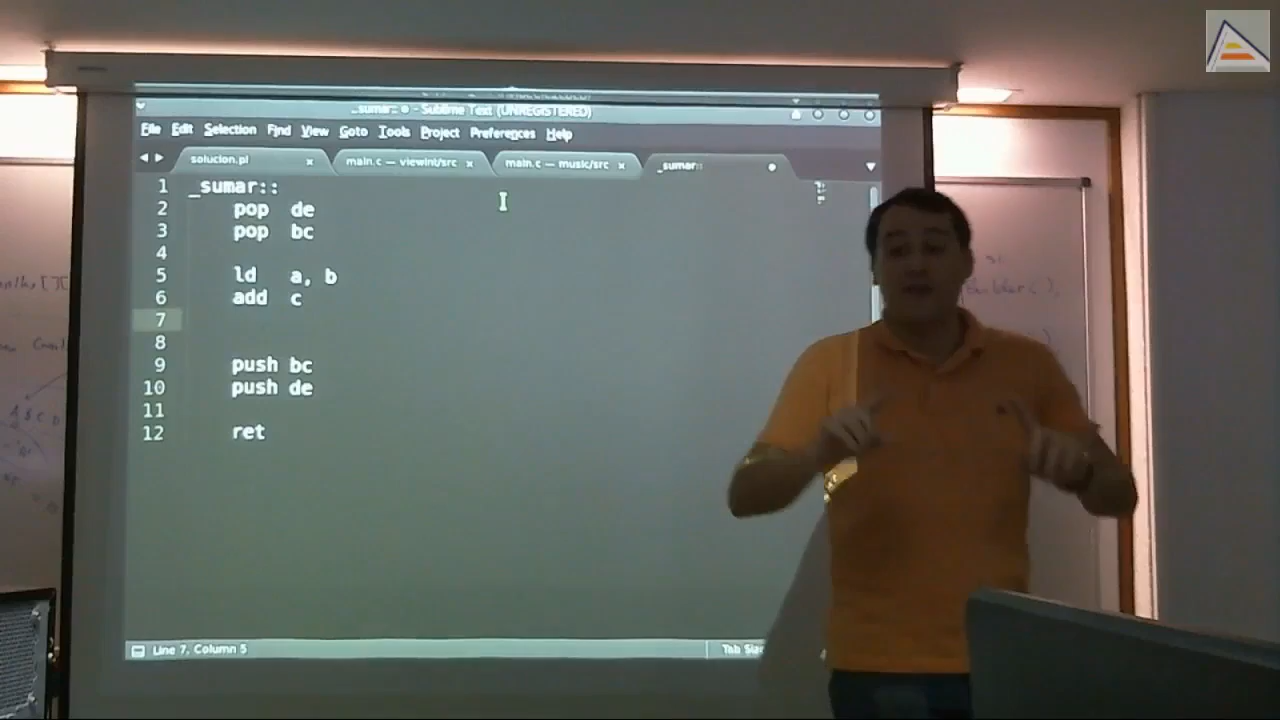 _sumar:: - Sublime Text (UNREGISTERED)
File Edit Selection Find View Goto Tools Project Preferences Help
solucion.pl × main.c — viewint/src × main.c — music/src × _sumar::
1 _sumar::
2 pop de
3 pop bc
4
5 ld a, b
6 add c
7
8
9 push bc
10 push de
11
12 ret
Line 7, Column 5
Tab